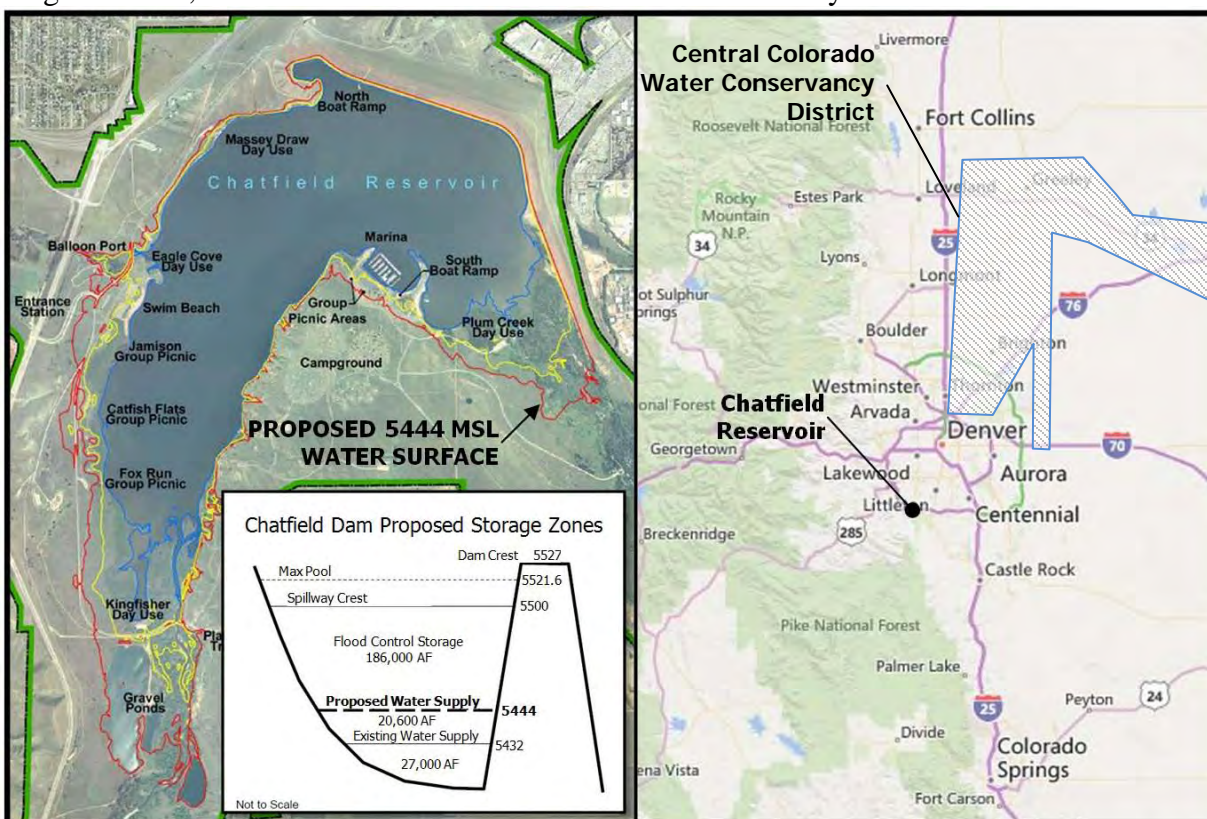 North
Boat Ramp
Massey Draw
Day Use
Chatfield Reservoir
Balloon Port
Eagle Cove
Day Use
Marina
South
Boat Ramp
Entrance
Station
Swim Beach
Group
Picnic Areas
Plum Creek
Day Use
Jamison
Group Picnic
Campground
Catfish Flats
Group Picnic
PROPOSED 5444 MSL
WATER SURFACE
Fox Run
Group Picnic
Kingfisher
Day Use
Gravel
Ponds
Chatfield Dam Proposed Storage Zones
Dam Crest 5527
Max Pool
5521.6
Spillway Crest
5500
Flood Control Storage
186,000 AF
Proposed Water Supply
5444
20,600 AF
Existing Water Supply
5432
27,000 AF
Not to Scale
Central Colorado
Water Conservancy
District
Livermore
Fort Collins
Roosevelt National Forest
Loveland
Greeley
Estes Park
Rocky
Mountain
N.P.
34
25
34
Lyons
Longmont
76
Boulder
Brighton
Westminster
Thornton
Arvada
Chatfield
Reservoir
Denver
70
Georgetown
Lakewood
Aurora
Littleton
Centennial
285
Breckenridge
Castle Rock
Pike National Forest
Palmer Lake
Peyton
24
25
Divide
Colorado
Springs
Fort Carson